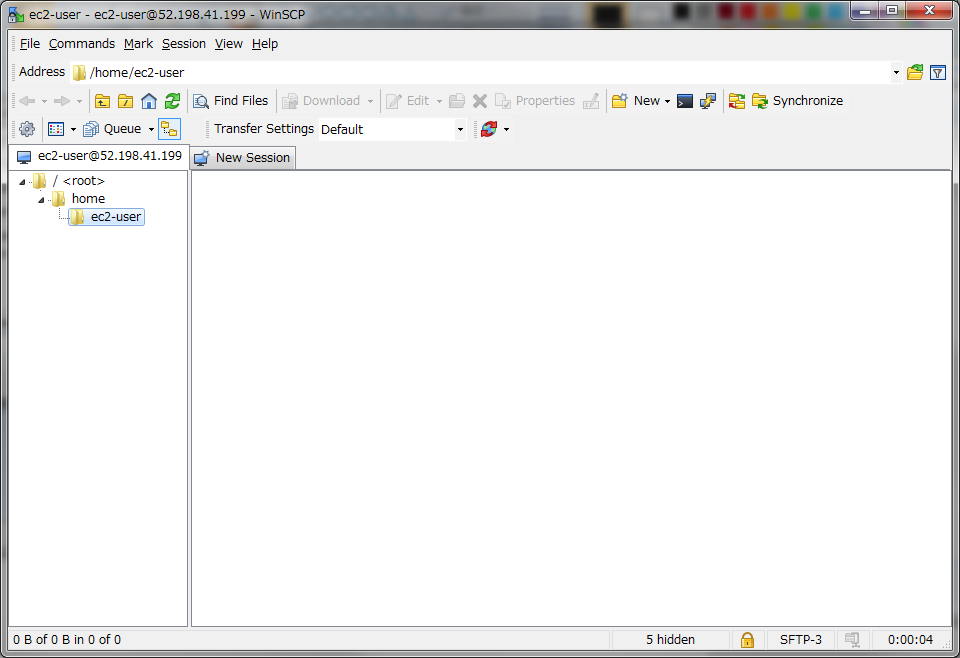 ec2-user - ec2-user@52.198.41.199 - WinSCP
File Commands Mark Session View Help
Address /home/ec2-user
Find Files Download Edit Properties New Synchronize
Queue Transfer Settings Default
ec2-user@52.198.41.199 New Session
/ <root>
home
ec2-user
0 B of 0 B in 0 of 0 5 hidden SFTP-3 0:00:04